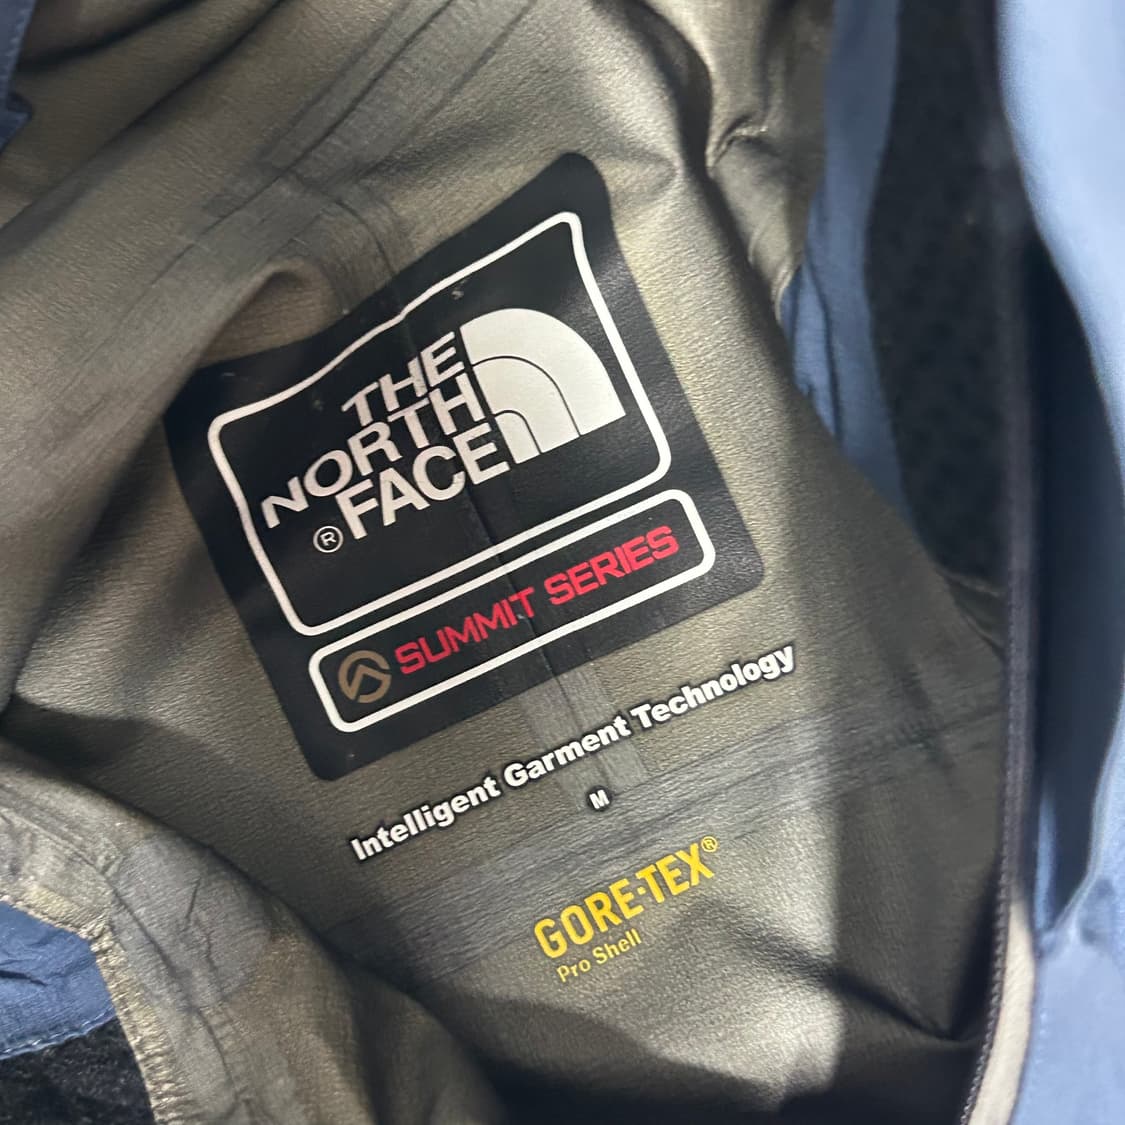 THE
NORTH
® FACE
SUMMIT SERIES
Intelligent Garment Technology
M
GORE-TEX®
Pro Shell